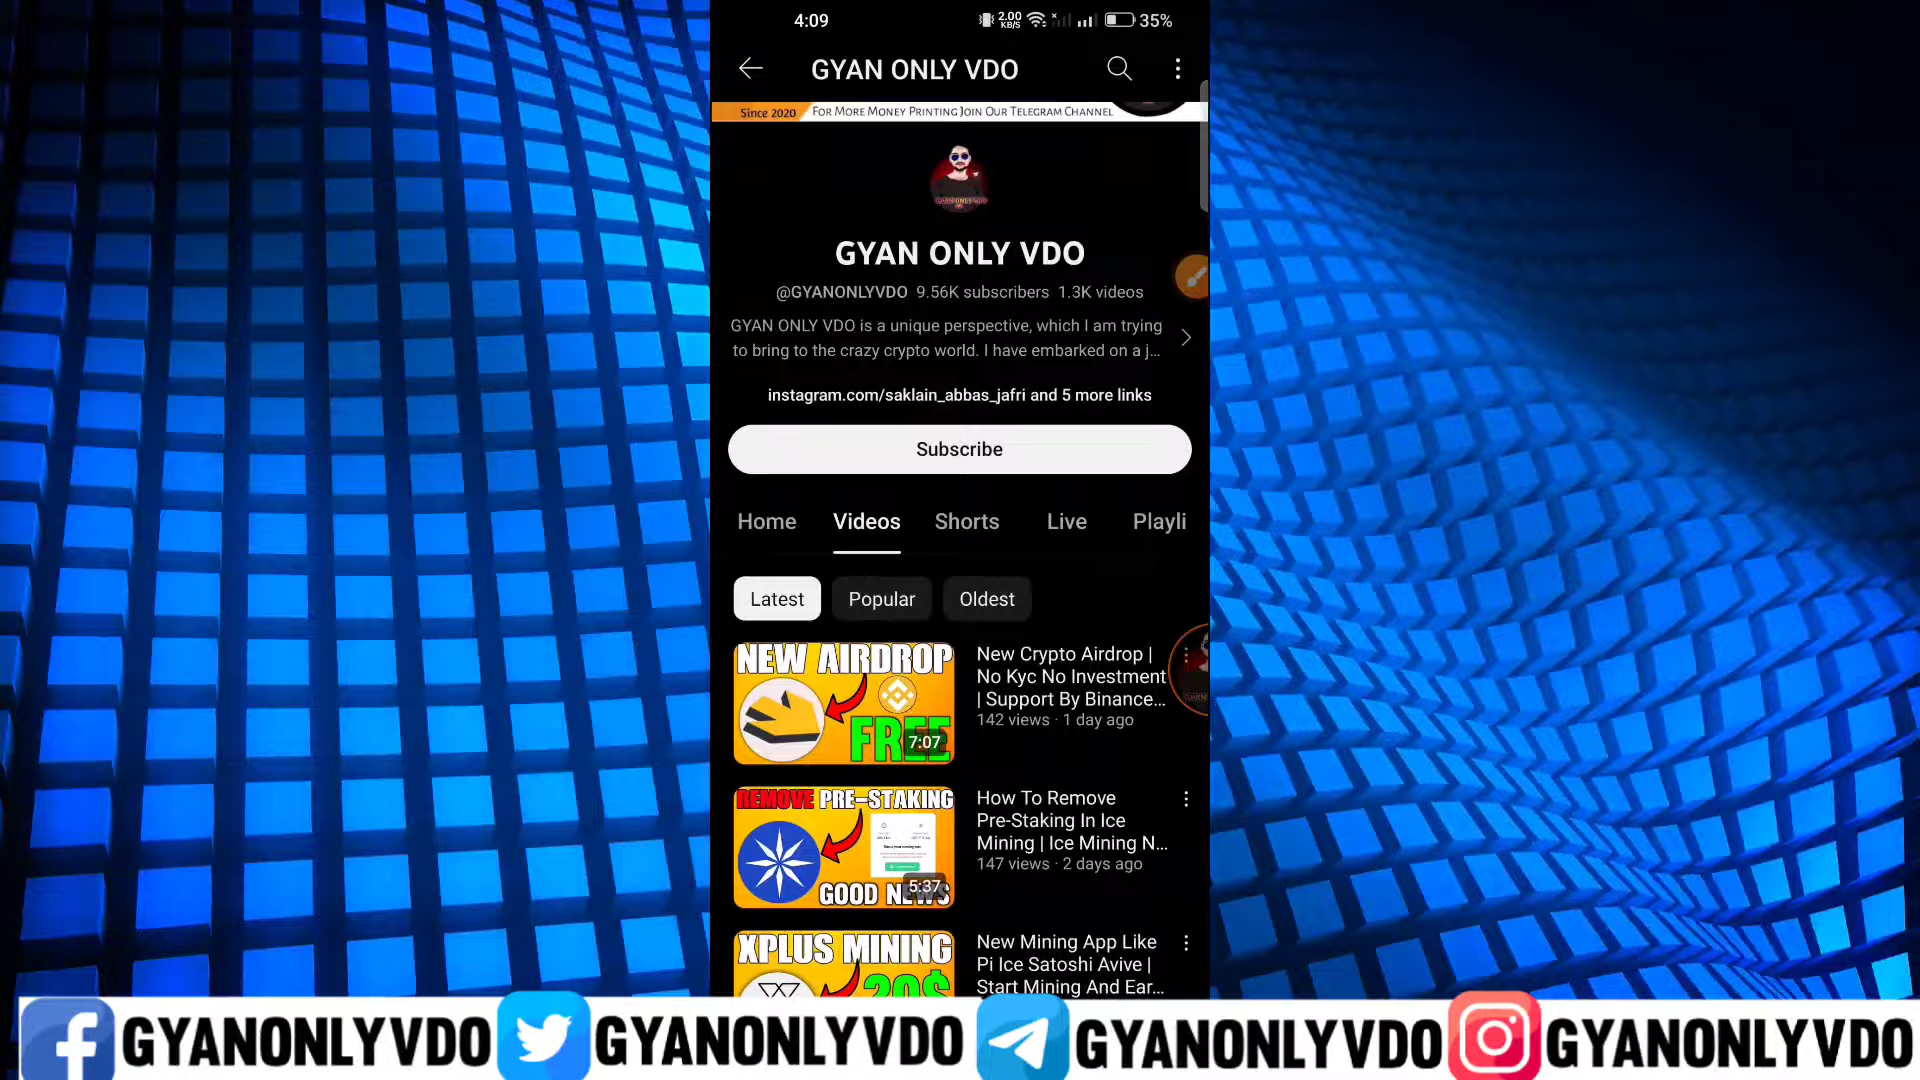 4:09
2.00
KB/S
35%
GYAN ONLY VDO
Since 2020 FOR MORE MONEY PRINTING JOIN OUR TELEGRAM CHANNEL
GYAN ONLY VDO
@GYANONLYVDO 9.56K subscribers 1.3K videos
GYAN ONLY VDO is a unique perspective, which I am trying
to bring to the crazy crypto world. I have embarked on a j...
instagram.com/saklain_abbas_jafri and 5 more links
Subscribe
Home Videos Shorts Live Playli
Latest Popular Oldest
NEW AIRDROP
FREE
7:07
New Crypto Airdrop |
No Kyc No Investment
| Support By Binance...
142 views · 1 day ago
REMOVE PRE-STAKING
GOOD NEWS
5:37
How To Remove
Pre-Staking In Ice
Mining | Ice Mining N...
147 views · 2 days ago
XPLUS MINING
20$
New Mining App Like
Pi Ice Satoshi Avive |
Start Mining And Ear...
GYANONLYVDO GYANONLYVDO GYANONLYVDO GYANONLYVDO